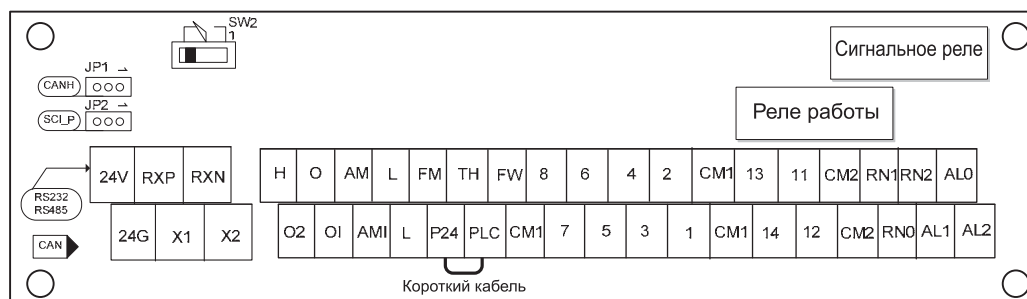 SW2
1
Сигнальное реле
JP1 1
CANH
JP2 1
SCI_P
Реле работы
24V RXP RXN
H O AM L FM TH FW 8 6 4 2 CM1 13 11 CM2 RN1 RN2 AL0
RS232
RS485
24G X1 X2
O2 OI AMI L P24 PLC CM1 7 5 3 1 CM1 14 12 CM2 RN0 AL1 AL2
CAN
Короткий кабель